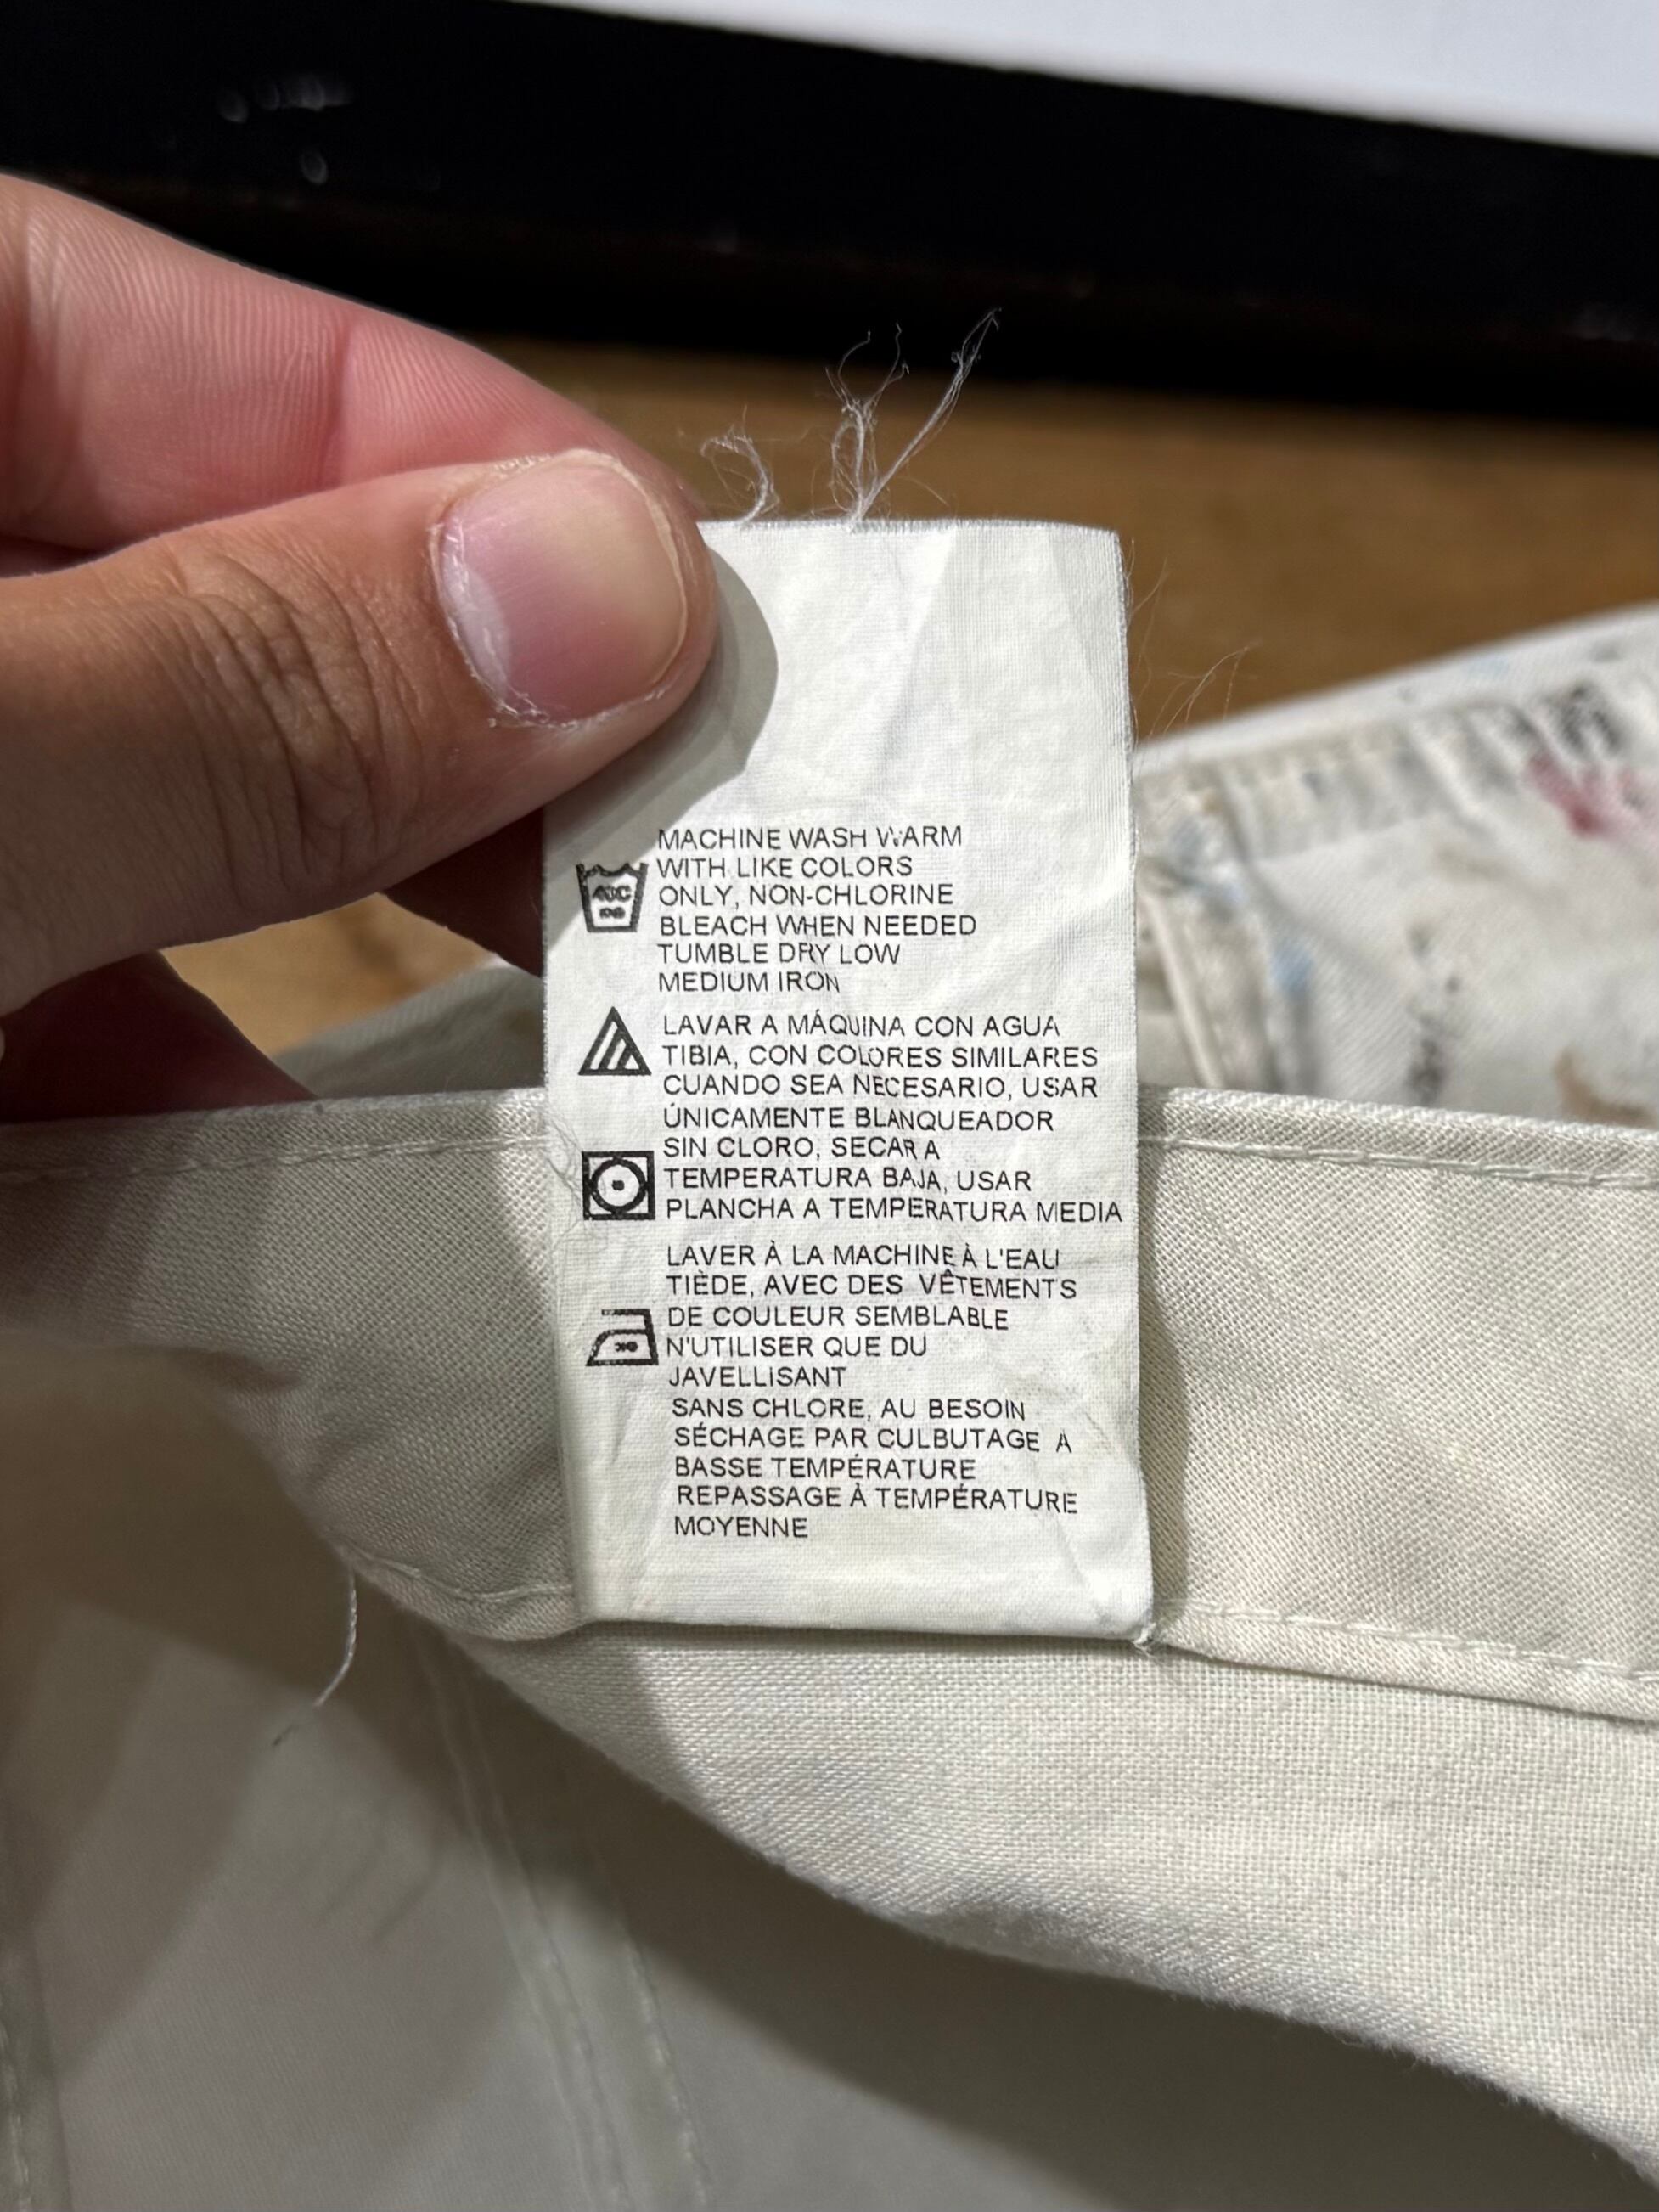 MACHINE WASH WARM
WITH LIKE COLORS
ONLY, NON-CHLORINE
BLEACH WHEN NEEDED
TUMBLE DRY LOW
MEDIUM IRON
LAVAR A MÁQUINA CON AGUA
TIBIA, CON COLORES SIMILARES
CUANDO SEA NECESARIO, USAR
ÚNICAMENTE BLANQUEADOR
SIN CLORO, SECAR A
TEMPERATURA BAJA, USAR
PLANCHA A TEMPERATURA MEDIA
LAVER À LA MACHINE À L'EAU
TIÈDE, AVEC DES VÊTEMENTS
DE COULEUR SEMBLABLE
N'UTILISER QUE DU
JAVELLISANT
SANS CHLORE, AU BESOIN
SÉCHAGE PAR CULBUTAGE A
BASSE TEMPÉRATURE
REPASSAGE À TEMPÉRATURE
MOYENNE